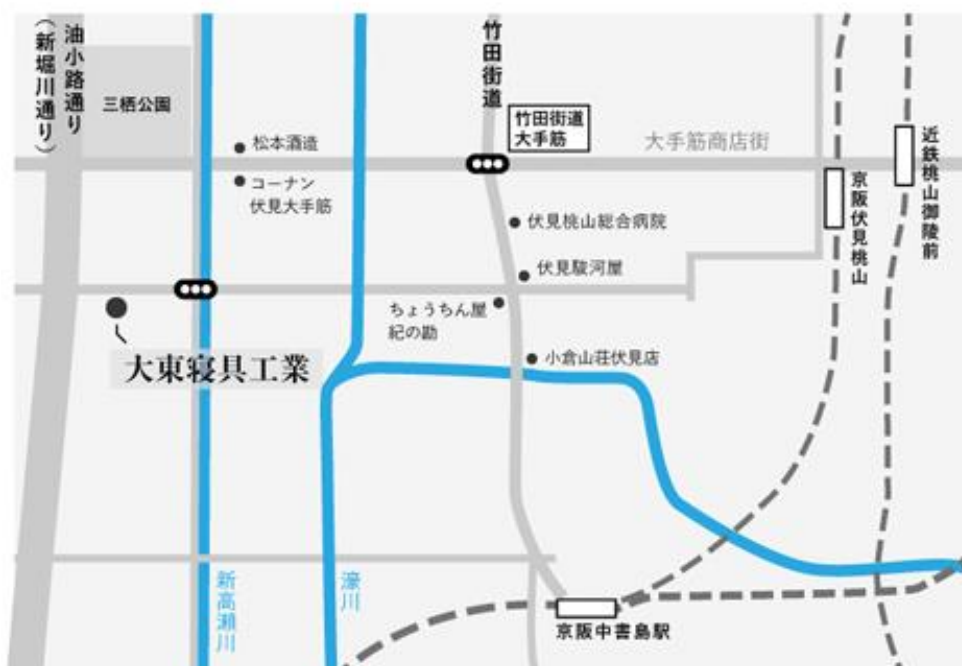 油小路通り
（新堀川通り）
三栖公園
竹田街道
竹田街道
大手筋
大手筋商店街
松本酒造
コーナン
伏見大手筋
近鉄桃山御陵前
京阪伏見桃山
伏見桃山総合病院
伏見駿河屋
ちょうちん屋
紀の勘
大東寝具工業
小倉山荘伏見店
新高瀬川
濠川
京阪中書島駅